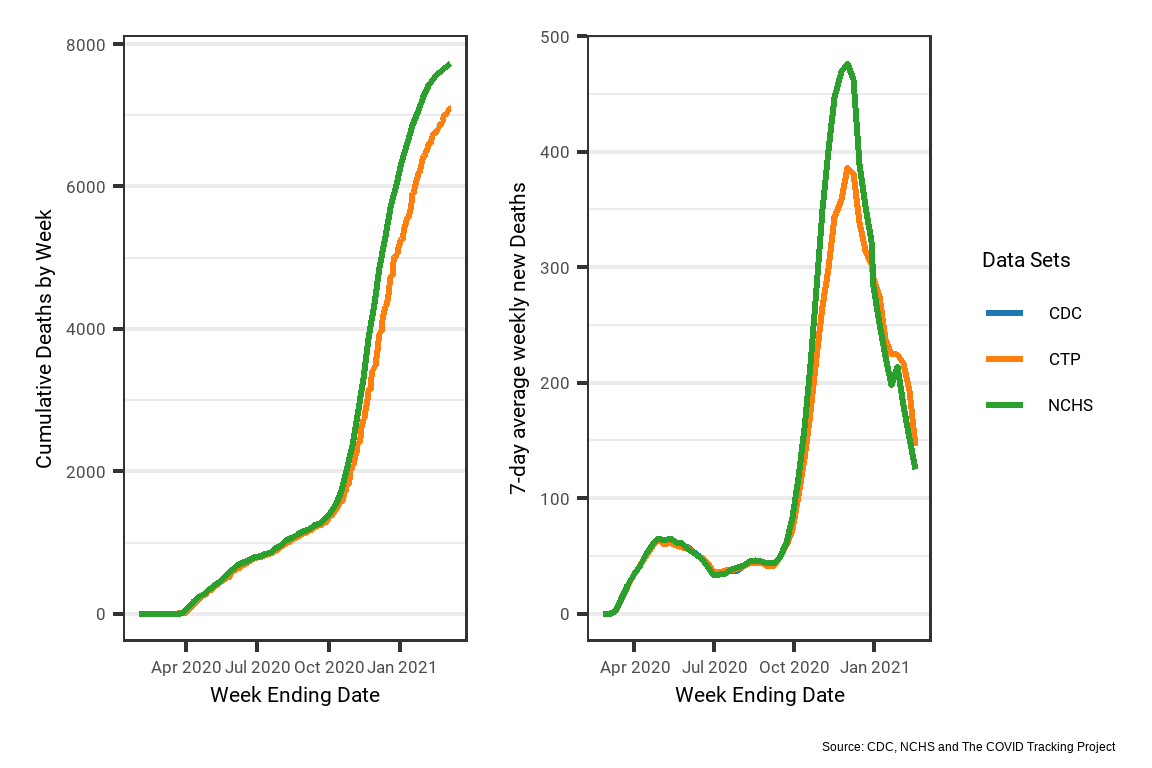 Cumulative Deaths by Week
8000
6000
4000
2000
0
Apr 2020 Jul 2020 Oct 2020 Jan 2021
Week Ending Date
7-day average weekly new Deaths
500
400
300
200
100
0
Apr 2020 Jul 2020 Oct 2020 Jan 2021
Week Ending Date
Data Sets
CDC
CTP
NCHS
Source: CDC, NCHS and The COVID Tracking Project